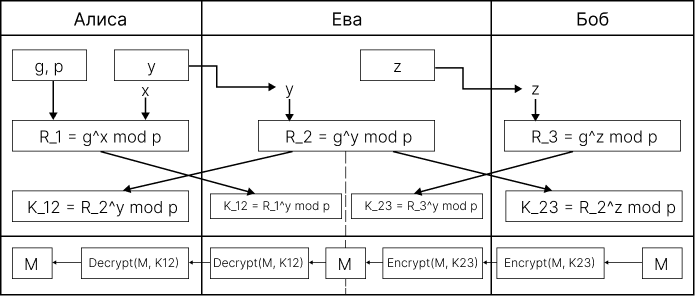 Алиса
Ева
Боб
g, p
y
z
x
y
z
R_1 = g^x mod p
R_2 = g^y mod p
R_3 = g^z mod p
K_12 = R_2^y mod p
K_12 = R_1^y mod p
K_23 = R_3^y mod p
K_23 = R_2^z mod p
M
Decrypt(M, K12)
Decrypt(M, K12)
M
Encrypt(M, K23)
Encrypt(M, K23)
M